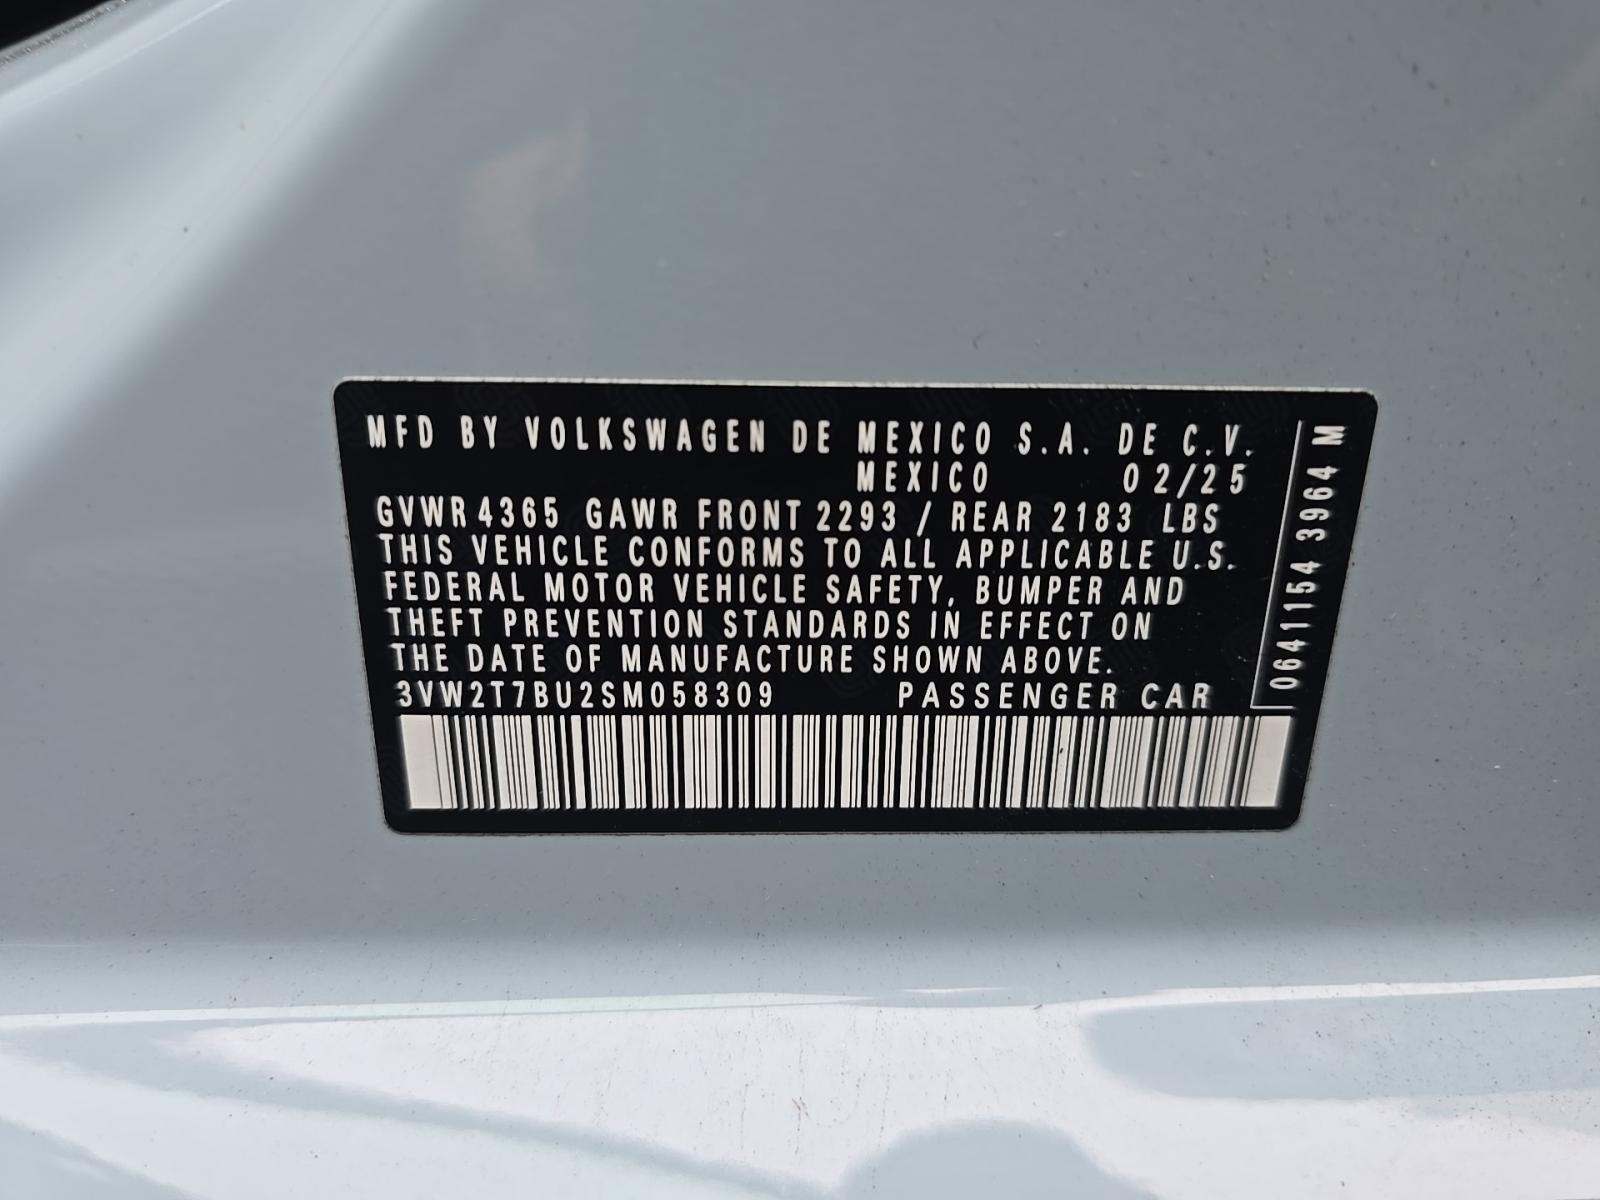 MFD BY VOLKSWAGEN DE MEXICO S.A. DE C.V.
MEXICO 02/25
GVWR 4365 GAWR FRONT 2293 / REAR 2183 LBS
THIS VEHICLE CONFORMS TO ALL APPLICABLE U.S.
FEDERAL MOTOR VEHICLE SAFETY, BUMPER AND
THEFT PREVENTION STANDARDS IN EFFECT ON
THE DATE OF MANUFACTURE SHOWN ABOVE.
3VW2T7BU2SM058309 PASSENGER CAR
0641154 3964 M